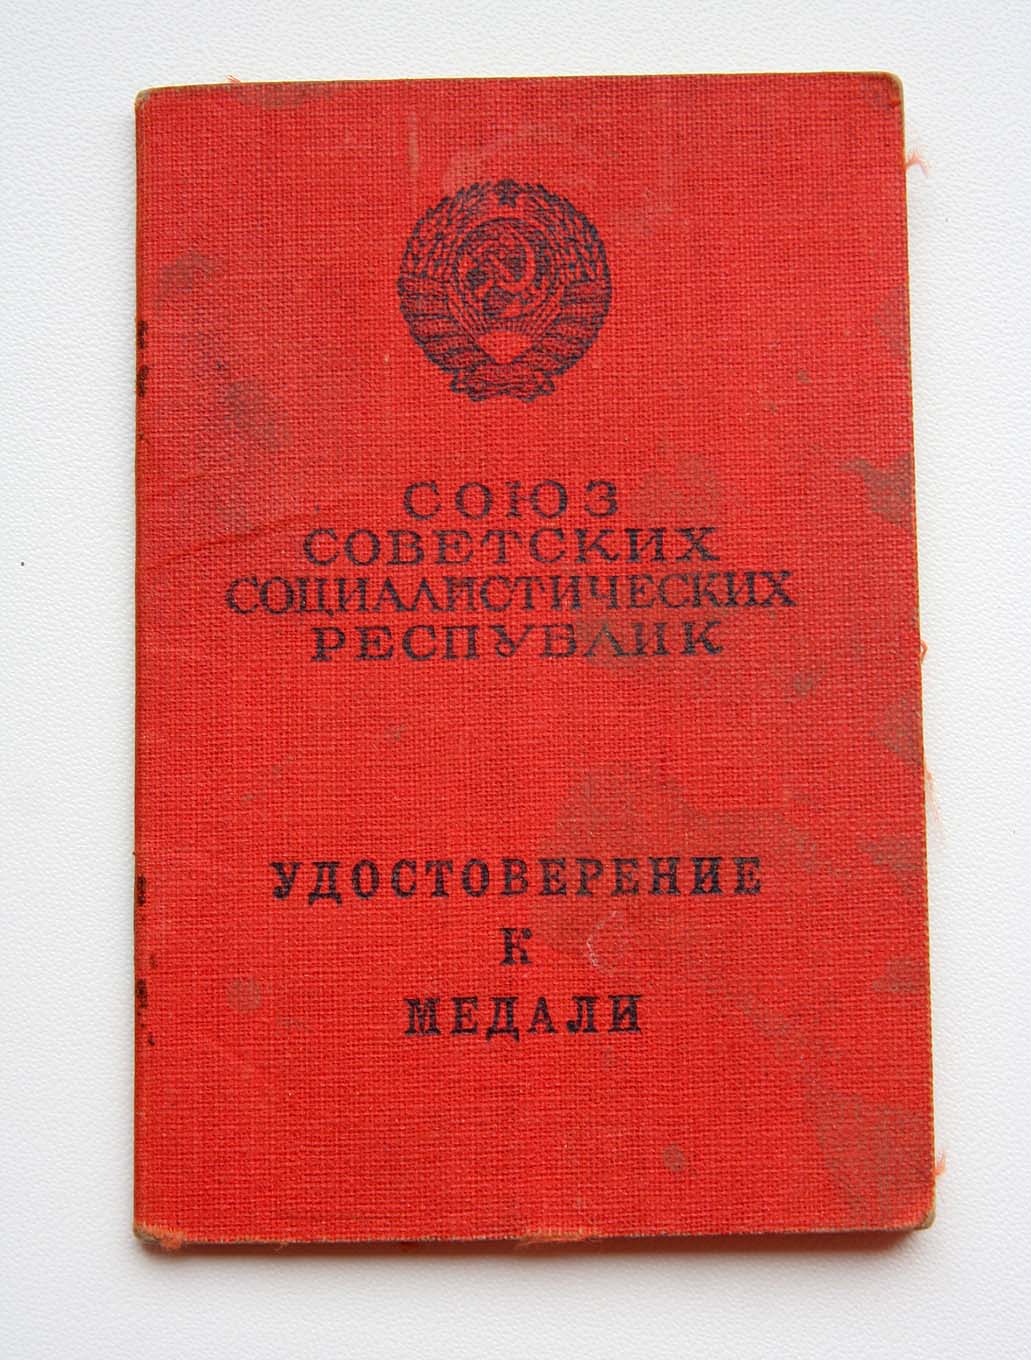 СОЮЗ
СОВЕТСКИХ
СОЦИАЛИСТИЧЕСКИХ
РЕСПУБЛИК
УДОСТОВЕРЕНИЕ
К
МЕДАЛИ